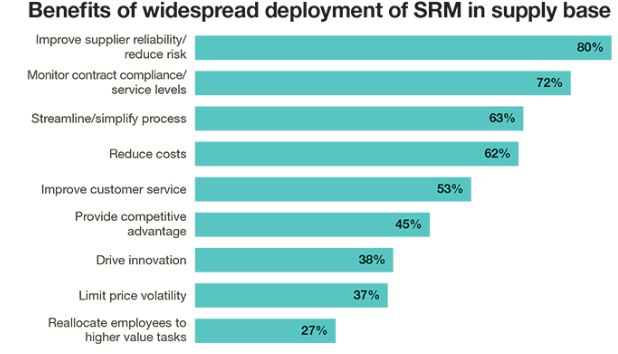 Benefits of widespread deployment of SRM in supply base
Improve supplier reliability/
reduce risk
80%
Monitor contract compliance/
service levels
72%
Streamline/simplify process
63%
Reduce costs
62%
Improve customer service
53%
Provide competitive
advantage
45%
Drive innovation
38%
Limit price volatility
37%
Reallocate employees to
higher value tasks
27%